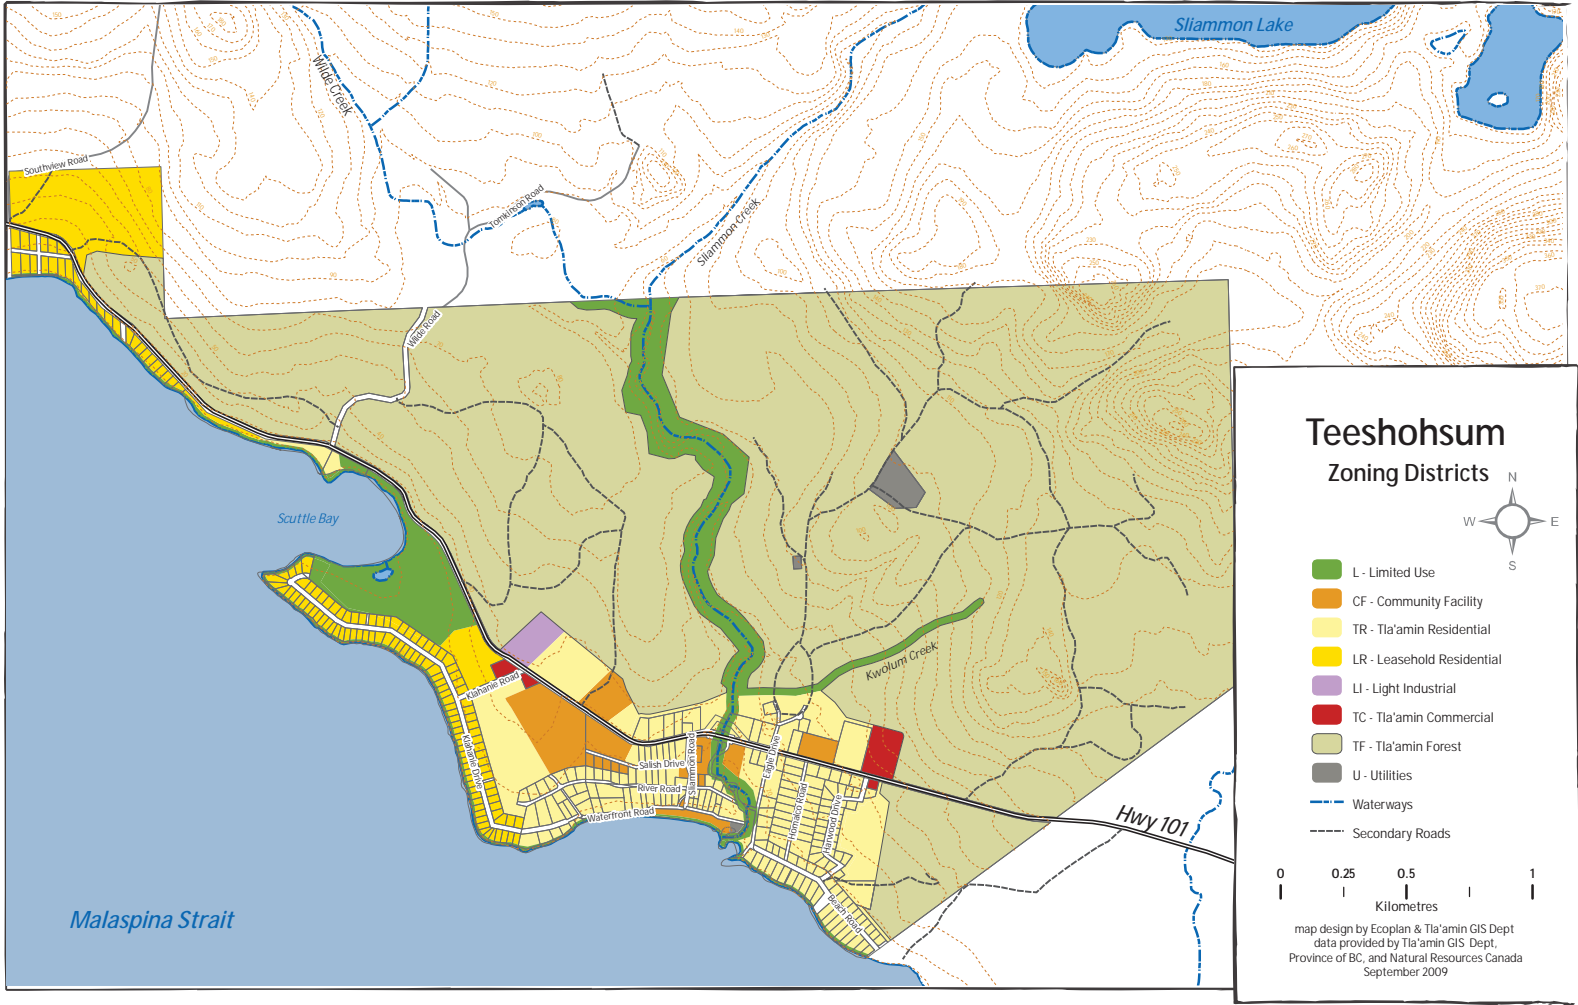 Sliammon Lake
Wilde Creek
Southview Road
Tomkinson Road
Sliammon Creek
Wilde Road
Scuttle Bay
Kwolum Creek
Klahanie Road
Klahanie Drive
Salish Drive
Sliammon Road
River Road
Waterfront Road
Eagle Drive
Homalco Road
Harwood Drive
Beach Road
Hwy 101
Malaspina Strait
Teeshohsum
Zoning Districts
N
W E
S
L - Limited Use
CF - Community Facility
TR - Tla'amin Residential
LR - Leasehold Residential
LI - Light Industrial
TC - Tla'amin Commercial
TF - Tla'amin Forest
U - Utilities
Waterways
Secondary Roads
0 0.25 0.5 1
Kilometres
map design by Ecoplan & Tla'amin GIS Dept
data provided by Tla'amin GIS Dept,
Province of BC, and Natural Resources Canada
September 2009